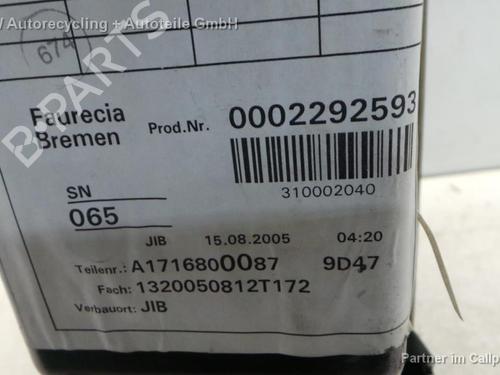 Autorecycling + Autoteile GmbH
674
B-PARTS
Faurecia
Bremen
Prod.Nr. 0002292593
310002040
SN
065
JIB 15.08.2005 04:20
Teilenr.: A1716800087 9D47
Fach: 1320050812T172
Verbauort: JIB
Partner im Callp